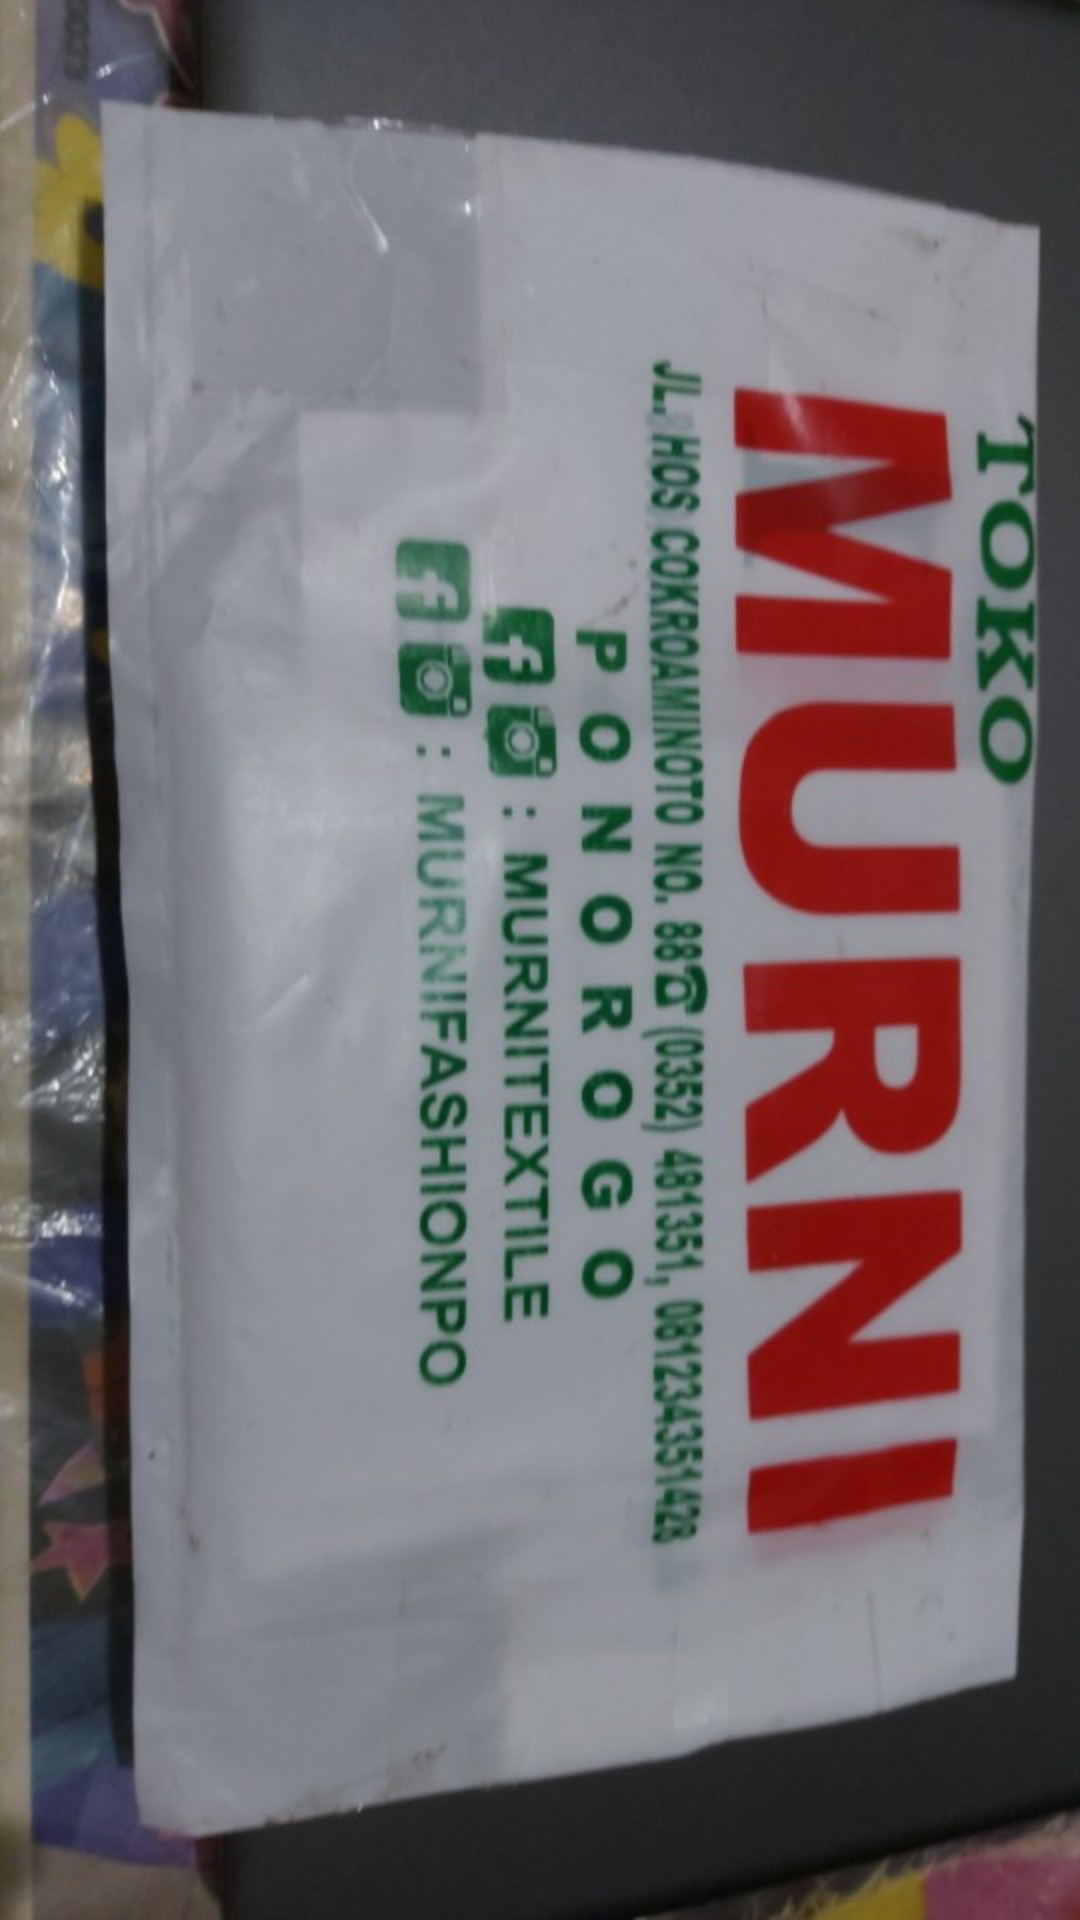 TOKO
MURNI
JL. HOS COKROAMINOTO NO. 88 ☎ (0352) 481351, 081234351428
PONOROGO
: MURNITEXTILE
: MURNIFASHIONPO